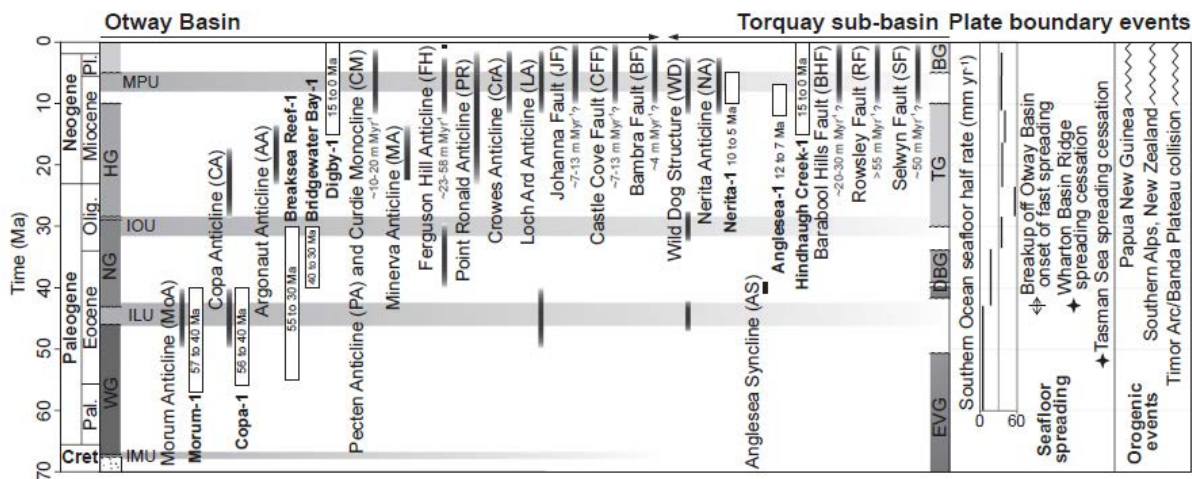 Otway Basin
Torquay sub-basin
Plate boundary events
Time (Ma)
0
10
20
30
40
50
60
70
Neogene
Paleogene
Cret
Pl.
Miocene
Olig.
Eocene
Pal.
HG
NG
WG
MPU
IOU
ILU
IMU
Morum Anticline (MoA)
Morum-1
57 to 40 Ma
Copa Anticline (CA)
Copa-1
56 to 40 Ma
Argonaut Anticline (AA)
Breaksea Reef-1
55 to 30 Ma
Bridgewater Bay-1
40 to 30 Ma
Digby-1
15 to 0 Ma
Pecten Anticline (PA) and Curdie Monocline (CM)
~10-20 m Myr⁻¹
Minerva Anticline (MA)
Ferguson Hill Anticline (FH)
~23-58 m Myr⁻¹
Point Ronald Anticline (PR)
Crowes Anticline (CrA)
Loch Ard Anticline (LA)
Johanna Fault (JF)
~7-13 m Myr⁻¹?
Castle Cove Fault (CFF)
~7-13 m Myr⁻¹?
Bambra Fault (BF)
~4 m Myr⁻¹?
Wild Dog Structure (WD)
Nerita Anticline (NA)
Nerita-1 10 to 5 Ma
Anglesea Syncline (AS)
Anglesea-1 12 to 7 Ma
Hindhaugh Creek-1
15 to 0 Ma
Barabool Hills Fault (BHF)
~20-30 m Myr⁻¹?
Rowsley Fault (RF)
>55 m Myr⁻¹?
Selwyn Fault (SF)
~50 m Myr⁻¹?
BG
TG
DBG
EVG
Southern Ocean seafloor half rate (mm yr⁻¹)
0
60
Seafloor
spreading
Breakup off Otway Basin
onset of fast spreading
Wharton Basin Ridge
spreading cessation
Tasman Sea spreading cessation
Orogenic
events
Papua New Guinea
Southern Alps, New Zealand
Timor Arc/Banda Plateau collision